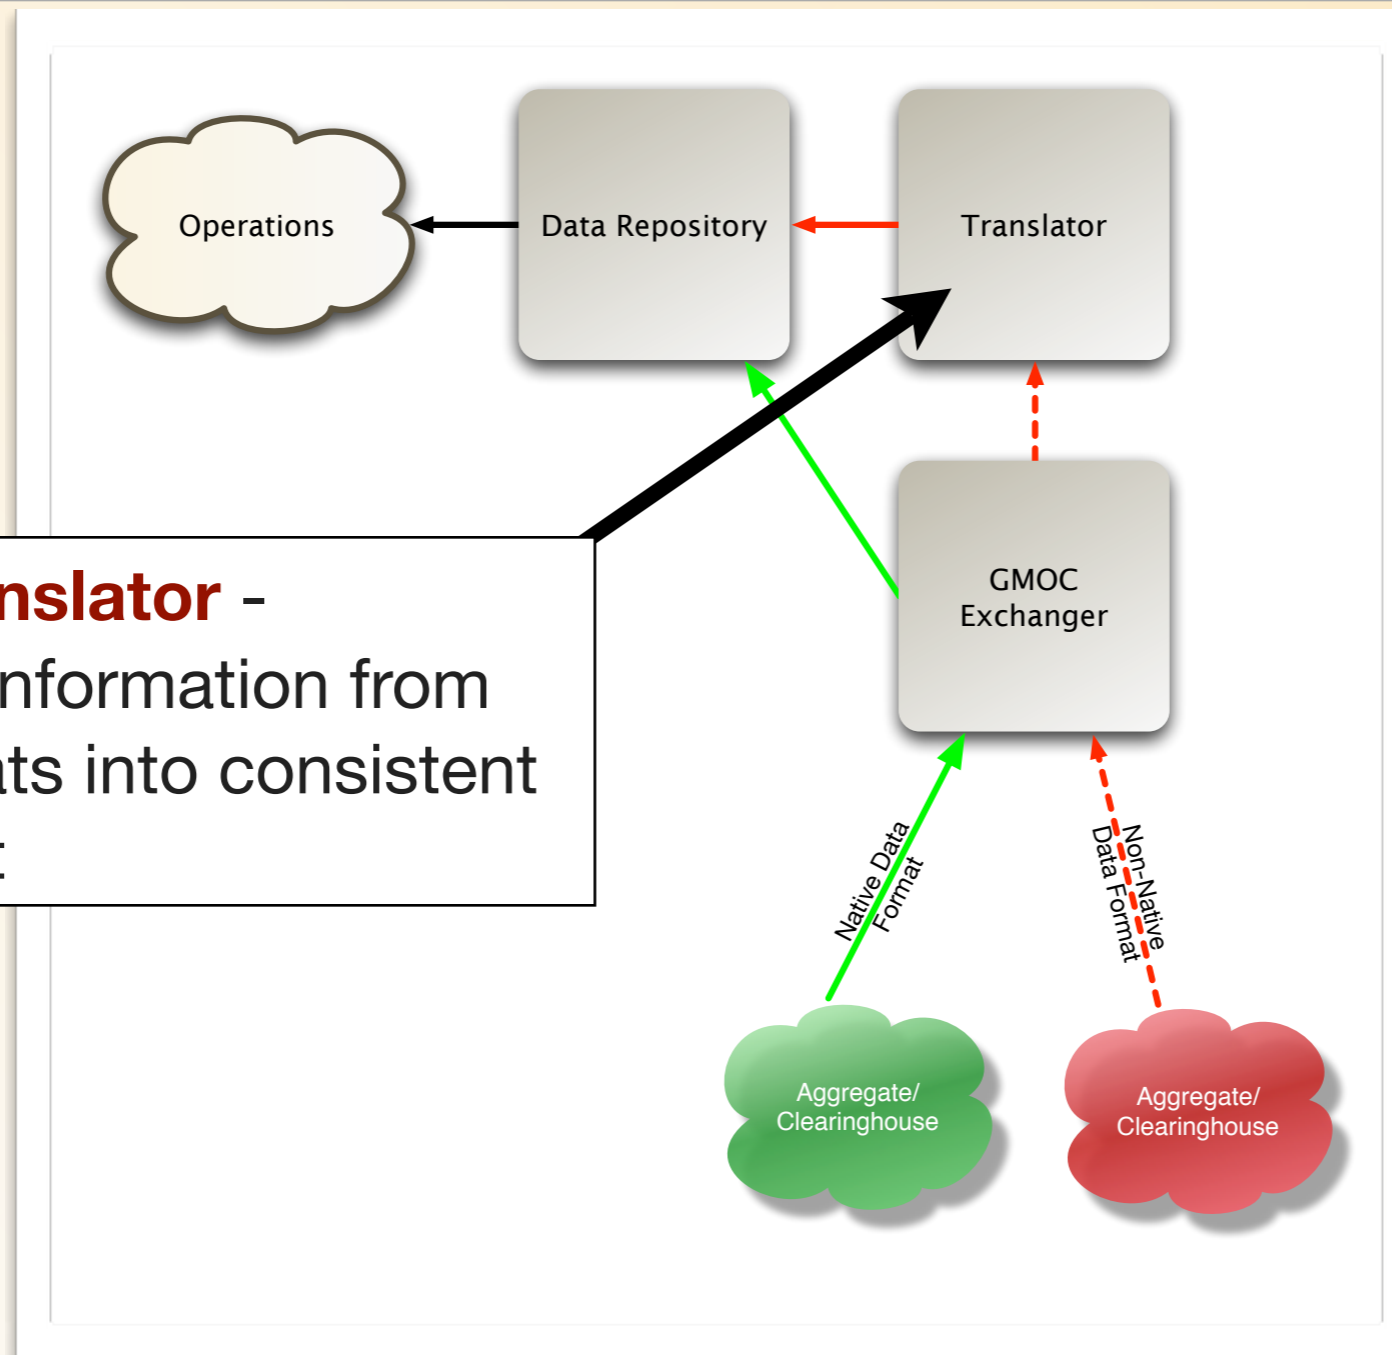 Operations
Data Repository
Translator
nslator -
nformation from
ts into consistent
GMOC
Exchanger
Native Data
Format
Non-Native
Data Format
Aggregate/
Clearinghouse
Aggregate/
Clearinghouse